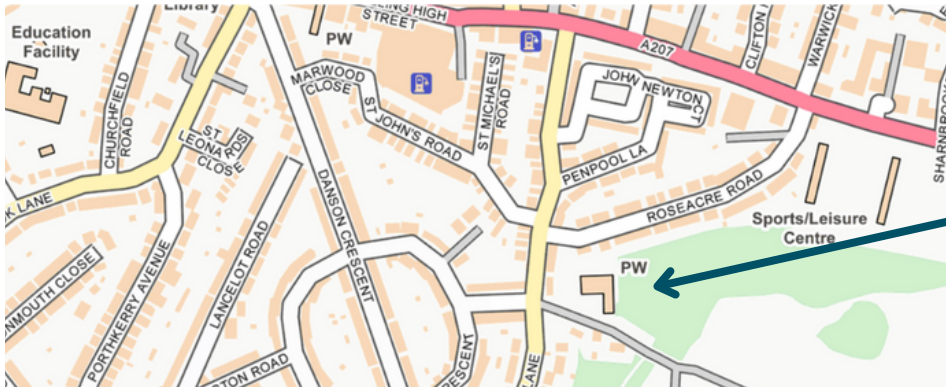 Library
Education
Facility
PW
STREET
HIGH
A207
CLIFTON
WARWICK
MARWOOD
CLOSE
ST JOHN'S ROAD
ST MICHAEL'S
ROAD
JOHN NEWTON
CT
PENPOOL LA
ROSEACRE ROAD
CHURCHFIELD
ROAD
ST
LEONARDS
CLOSE
LANE
DANSON CRESCENT
LANCELOT ROAD
PORTHKERRY AVENUE
CLOSE
ROAD
LANE
Sports/Leisure
Centre
PW